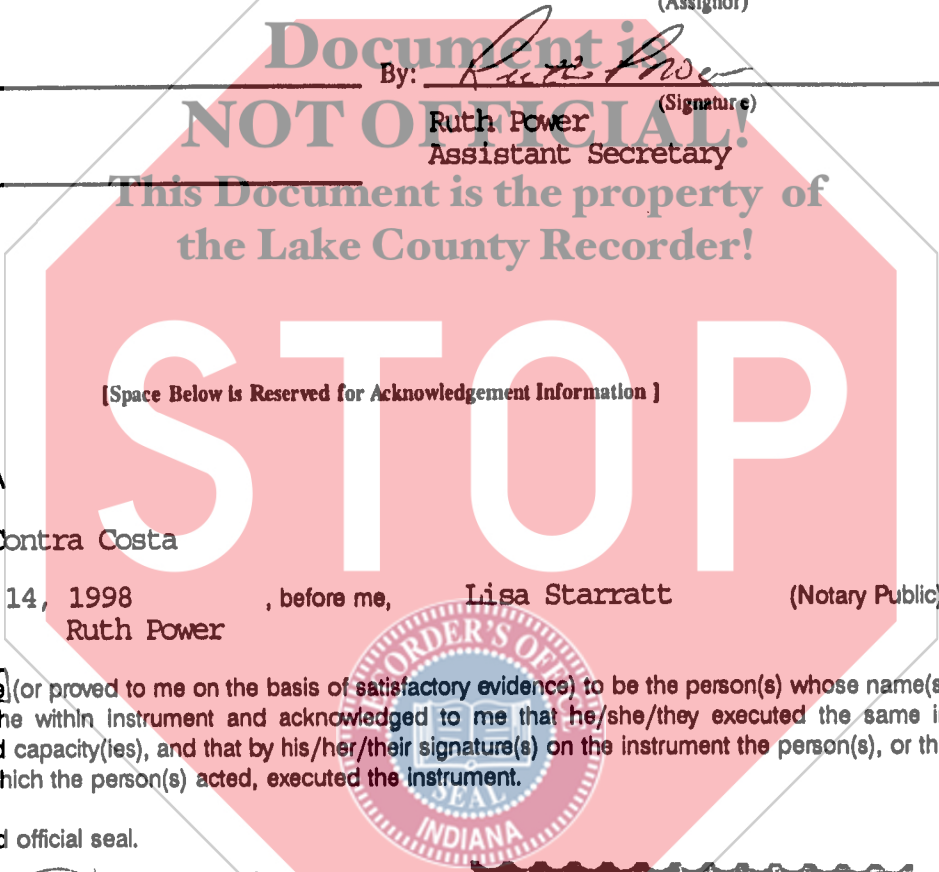 (Assignor)
Document is
By: Ruth Power
NOT OFFICIAL!
(Signature)
Ruth Power
Assistant Secretary
This Document is the property of
the Lake County Recorder!
STOP
[Space Below is Reserved for Acknowledgement Information ]
A
Contra Costa
14, 1998 , before me, Lisa Starratt (Notary Public)
Ruth Power
(or proved to me on the basis of satisfactory evidence) to be the person(s) whose name(s
he within instrument and acknowledged to me that he/she/they executed the same i
d capacity(ies), and that by his/her/their signature(s) on the instrument the person(s), or th
hich the person(s) acted, executed the instrument.
d official seal.
RECORDER'S OFFICE
SEAL
INDIANA